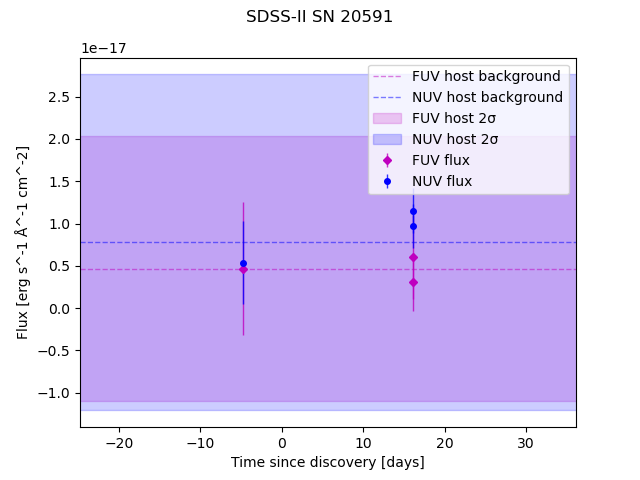 SDSS-II SN 20591
1e−17
FUV host background
NUV host background
FUV host 2σ
NUV host 2σ
FUV flux
NUV flux
2.5
2.0
1.5
1.0
0.5
0.0
−0.5
−1.0
Flux [erg s^-1 Å^-1 cm^-2]
−20
−10
0
10
20
30
Time since discovery [days]